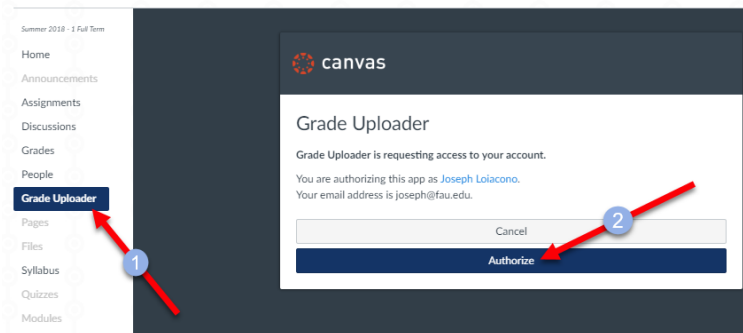 Summer 2018 - 1 Full Term
Home
Announcements
Assignments
Discussions
Grades
People
Grade Uploader
Pages
Files
Syllabus
Quizzes
Modules
1
canvas
Grade Uploader
Grade Uploader is requesting access to your account.
You are authorizing this app as Joseph Loiacono.
Your email address is joseph@fau.edu.
Cancel
2
Authorize